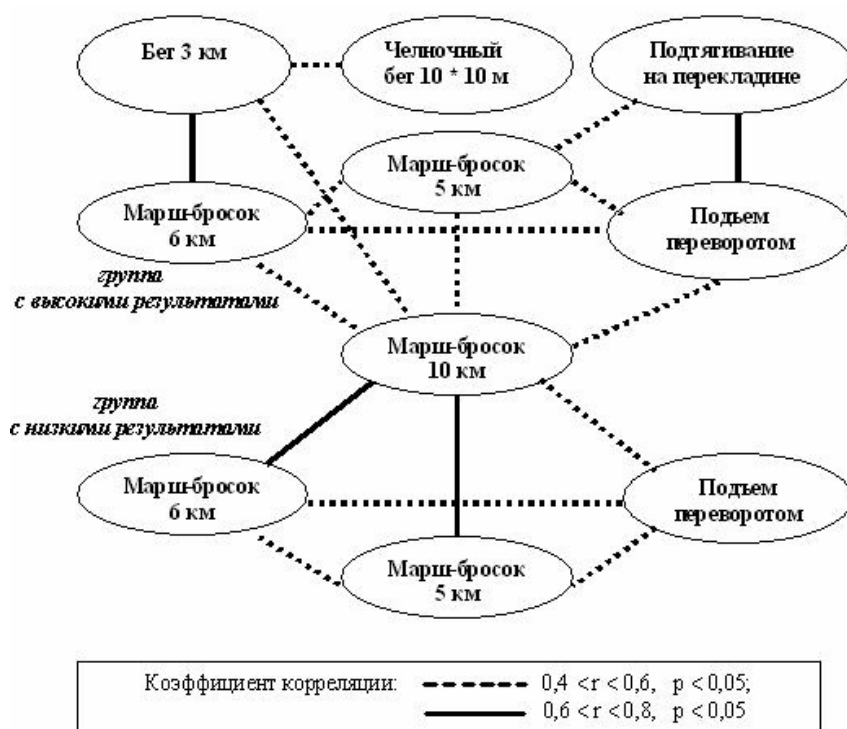 Бег 3 км
Челночный
бег 10 * 10 м
Подтягивание
на перекладине
Марш-бросок
5 км
Марш-бросок
6 км
Подъем
переворотом
группа
с высокими результатами
Марш-бросок
10 км
группа
с низкими результатами
Марш-бросок
6 км
Подъем
переворотом
Марш-бросок
5 км
Коэффициент корреляции: 0,4 < r < 0,6, p < 0,05;
0,6 < r < 0,8, p < 0,05